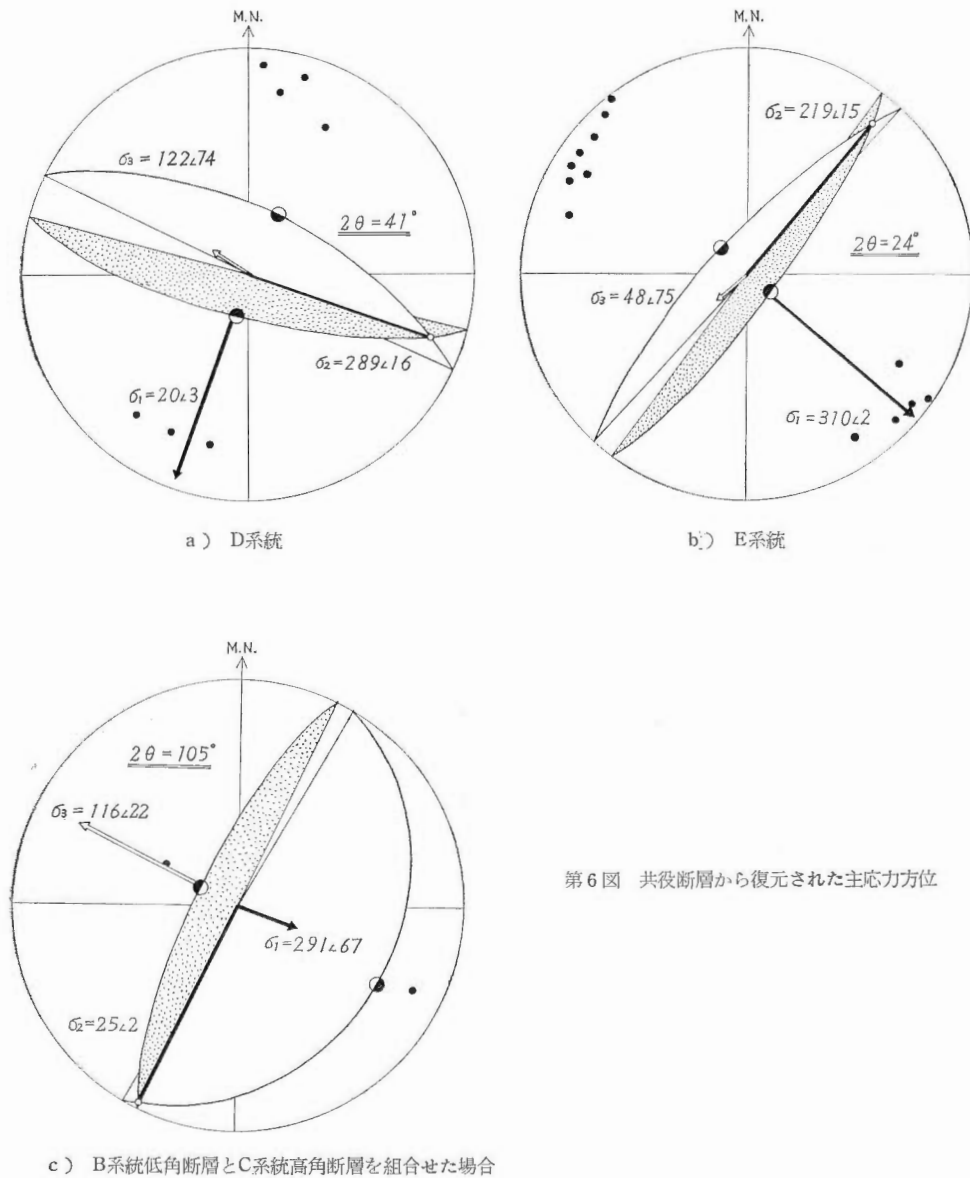 M.N.
σ3 = 122∠74
2θ = 41°
σ2 = 289∠16
σ1 = 20∠3
a) D系統
M.N.
σ2 = 219∠15
2θ = 24°
σ3 = 48∠75
σ1 = 310∠2
b) E系統
M.N.
2θ = 105°
σ3 = 116∠22
σ1 = 291∠67
σ2 = 25∠2
第6図 共役断層から復元された主応力方位
c) B系統低角断層とC系統高角断層を組合せた場合